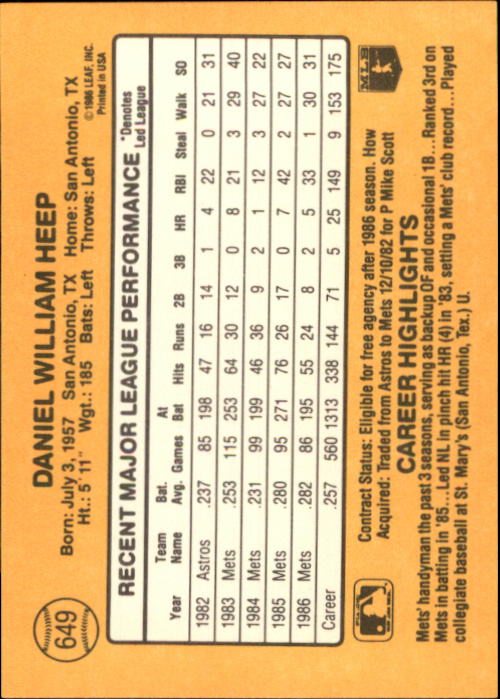 649
DANIEL WILLIAM HEEP
Born: July 3, 1957 San Antonio, TX Home: San Antonio, TX
Ht.: 5' 11" Wgt.: 185 Bats: Left Throws: Left
© 1986 LEAF, INC.
Printed in USA
RECENT MAJOR LEAGUE PERFORMANCE
*Denotes
Led League
Year Team Name Bat. Avg. Games At Bat Hits Runs 2B 3B HR RBI Steal Walk SO
1982 Astros .237 85 198 47 16 14 1 4 22 0 21 31
1983 Mets .253 115 253 64 30 12 0 8 21 3 29 40
1984 Mets .231 99 199 46 36 9 2 1 12 3 27 22
1985 Mets .280 95 271 76 26 17 0 7 42 2 27 27
1986 Mets .282 86 195 55 24 8 2 5 33 1 30 31
Career .257 560 1313 338 144 71 5 25 149 9 153 175
Contract Status: Eligible for free agency after 1986 season. How
Acquired: Traded from Astros to Mets 12/10/82 for P Mike Scott
MLB
CAREER HIGHLIGHTS
Mets' handyman the past 3 seasons, serving as backup OF and occasional 1B...Ranked 3rd on
Mets in batting in '85...Led NL in pinch hit HR (4) in '83, setting a Mets' club record...Played
collegiate baseball at St. Mary's (San Antonio, Tex.) U.